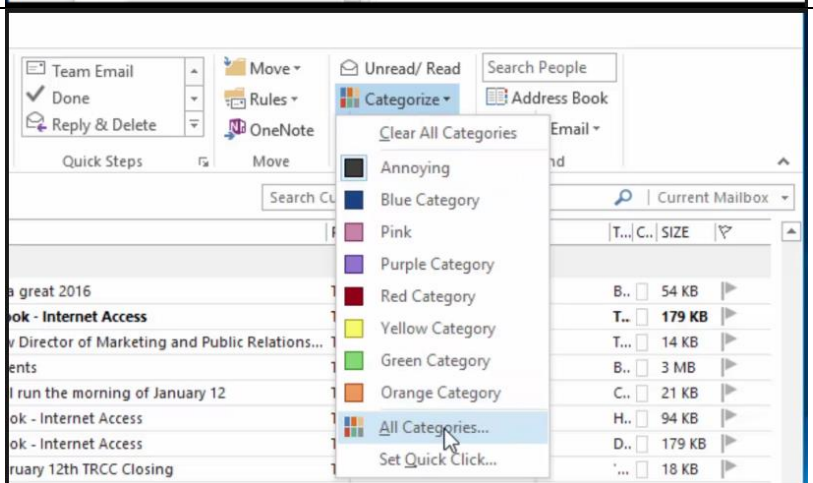 Team Email
Move
Unread/ Read
Search People
Done
Rules
Categorize
Address Book
Reply & Delete
OneNote
Clear All Categories
Email
Quick Steps
Move
Annoying
nd
Search Cu
Blue Category
Current Mailbox
Pink
T... C.. SIZE
Purple Category
a great 2016
Red Category
B.. 54 KB
ook - Internet Access
T.. 179 KB
Yellow Category
w Director of Marketing and Public Relations...
T... 14 KB
Green Category
ents
B.. 3 MB
Orange Category
I run the morning of January 12
C.. 21 KB
ok - Internet Access
All Categories...
H.. 94 KB
ok - Internet Access
D.. 179 KB
Set Quick Click...
ruary 12th TRCC Closing
'... 18 KB